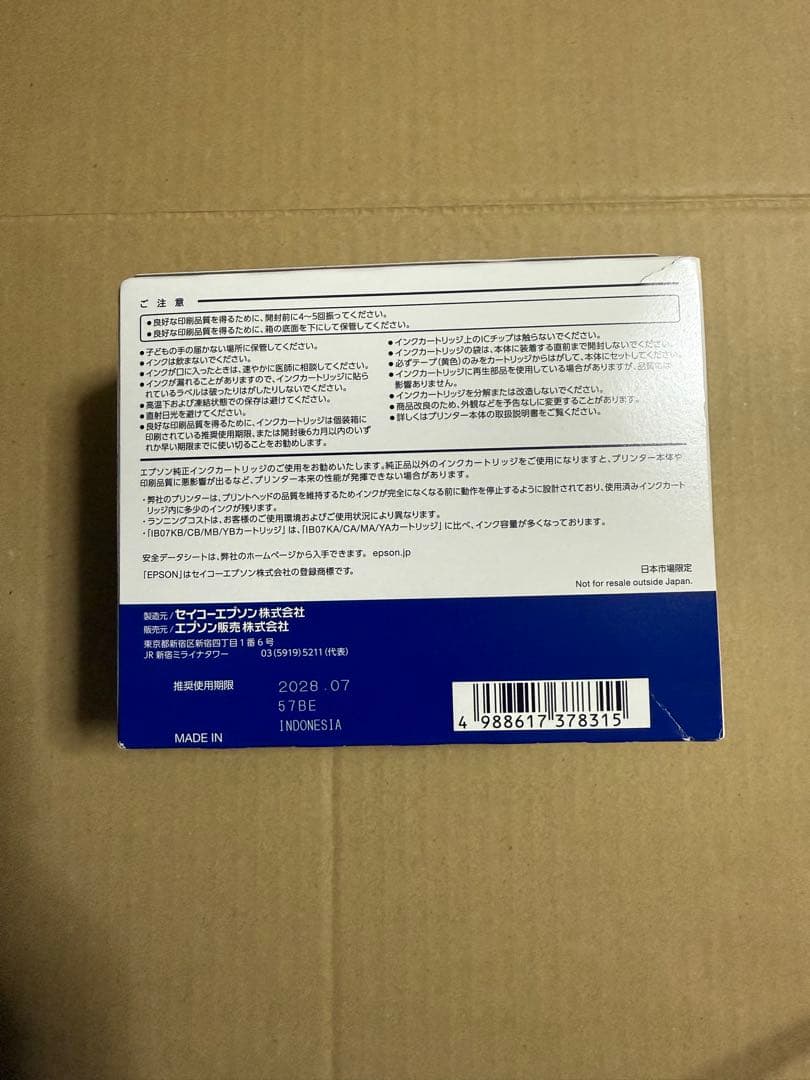 ご注意
●良好な印刷品質を得るために、開封前に4〜5回振ってください。
●良好な印刷品質を得るために、箱の底面を下にして保管してください。
●子どもの手の届かない場所に保管してください。
●インクは飲まないでください。
●インクが口に入ったときは、速やかに医師に相談してください。
●インクが漏れることがありますので、インクカートリッジに貼ら
れているラベルは破ったりはがしたりしないでください。
●高温下および凍結状態での保存は避けてください。
●直射日光を避けてください。
●良好な印刷品質を得るために、インクカートリッジは個装箱に
印刷されている推奨使用期限、または開封後6カ月以内のいず
れか早い期限までに使い切ることをお勧めします。
●インクカートリッジ上のICチップは触らないでください。
●インクカートリッジの袋は、本体に装着する直前まで開封しないでください。
●必ずテープ(黄色)のみをカートリッジからはがして、本体にセットしてください。
●インクカートリッジに再生部品を使用している場合がありますが、品質には
影響ありません。
●インクカートリッジを分解または改造しないでください。
●商品改良のため、外観などを予告なしに変更することがあります。
●詳しくはプリンター本体の取扱説明書をご覧ください。
エプソン純正インクカートリッジのご使用をお勧めいたします。純正品以外のインクカートリッジをご使用になりますと、プリンター本体や
印刷品質に悪影響が出るなど、プリンター本来の性能が発揮できない場合があります。
・弊社のプリンターは、プリントヘッドの品質を維持するためインクが完全になくなる前に動作を停止するように設計されており、使用済みインクカート
リッジ内に多少のインクが残ります。
・ランニングコストは、お客様のご使用環境およびご使用状況により異なります。
・「IB07KB/CB/MB/YBカートリッジ」は、「IB07KA/CA/MA/YAカートリッジ」に比べ、インク容量が多くなっております。
安全データシートは、弊社のホームページから入手できます。 epson.jp
「EPSON」はセイコーエプソン株式会社の登録商標です。
日本市場限定
Not for resale outside Japan.
製造元/セイコーエプソン株式会社
販売元/エプソン販売株式会社
東京都新宿区新宿四丁目1番6号
JR新宿ミライナタワー 03(5919)5211(代表)
推奨使用期限 2028.07
57BE
MADE IN INDONESIA
4 988617 378315